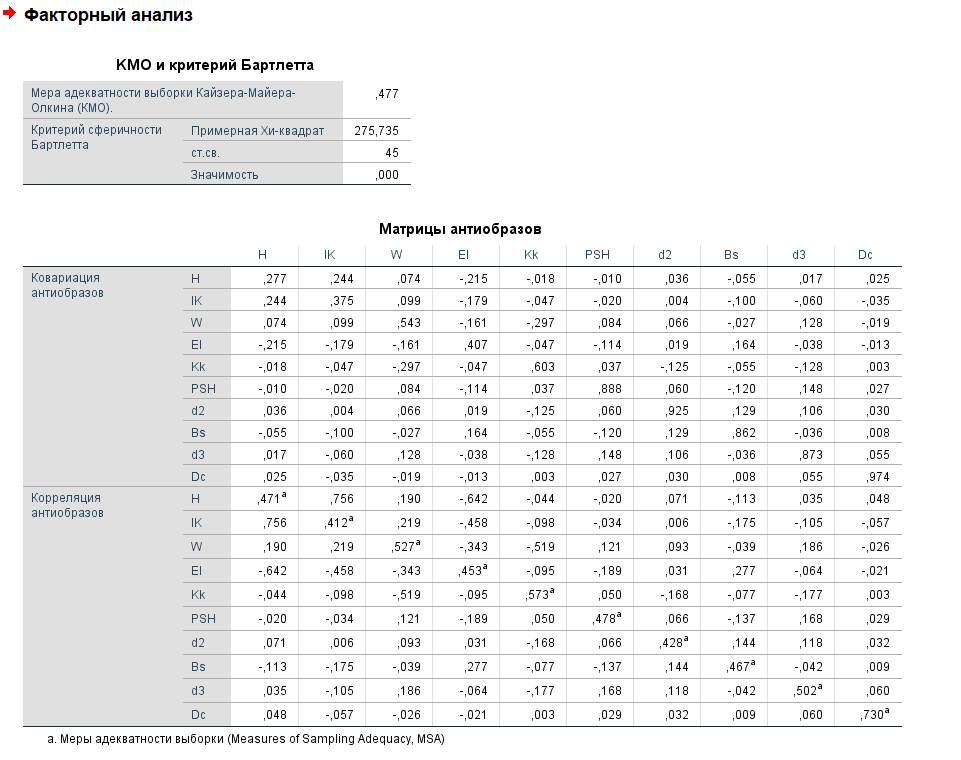 Факторный анализ
КМО и критерий Бартлетта
Мера адекватности выборки Кайзера-Майера-
Олкина (КМО). ,477
Критерий сферичности Примерная Хи-квадрат 275,735
Бартлетта
ст.св. 45
Значимость ,000
Матрицы антиобразов
H IK W EI Kk PSH d2 Bs d3 Dc
Ковариация H ,277 ,244 ,074 -,215 -,018 -,010 ,036 -,055 ,017 ,025
антиобразов
IK ,244 ,375 ,099 -,179 -,047 -,020 ,004 -,100 -,060 -,035
W ,074 ,099 ,543 -,161 -,297 ,084 ,066 -,027 ,128 -,019
EI -,215 -,179 -,161 ,407 -,047 -,114 ,019 ,164 -,038 -,013
Kk -,018 -,047 -,297 -,047 ,603 ,037 -,125 -,055 -,128 ,003
PSH -,010 -,020 ,084 -,114 ,037 ,888 ,060 -,120 ,148 ,027
d2 ,036 ,004 ,066 ,019 -,125 ,060 ,925 ,129 ,106 ,030
Bs -,055 -,100 -,027 ,164 -,055 -,120 ,129 ,862 -,036 ,008
d3 ,017 -,060 ,128 -,038 -,128 ,148 ,106 -,036 ,873 ,055
Dc ,025 -,035 -,019 -,013 ,003 ,027 ,030 ,008 ,055 ,974
Корреляция H ,471a ,756 ,190 -,642 -,044 -,020 ,071 -,113 ,035 ,048
антиобразов
IK ,756 ,412a ,219 -,458 -,098 -,034 ,006 -,175 -,105 -,057
W ,190 ,219 ,527a -,343 -,519 ,121 ,093 -,039 ,186 -,026
EI -,642 -,458 -,343 ,453a -,095 -,189 ,031 ,277 -,064 -,021
Kk -,044 -,098 -,519 -,095 ,573a ,050 -,168 -,077 -,177 ,003
PSH -,020 -,034 ,121 -,189 ,050 ,478a ,066 -,137 ,168 ,029
d2 ,071 ,006 ,093 ,031 -,168 ,066 ,428a ,144 ,118 ,032
Bs -,113 -,175 -,039 ,277 -,077 -,137 ,144 ,467a -,042 ,009
d3 ,035 -,105 ,186 -,064 -,177 ,168 ,118 -,042 ,502a ,060
Dc ,048 -,057 -,026 -,021 ,003 ,029 ,032 ,009 ,060 ,730a
a. Меры адекватности выборки (Measures of Sampling Adequacy, MSA)